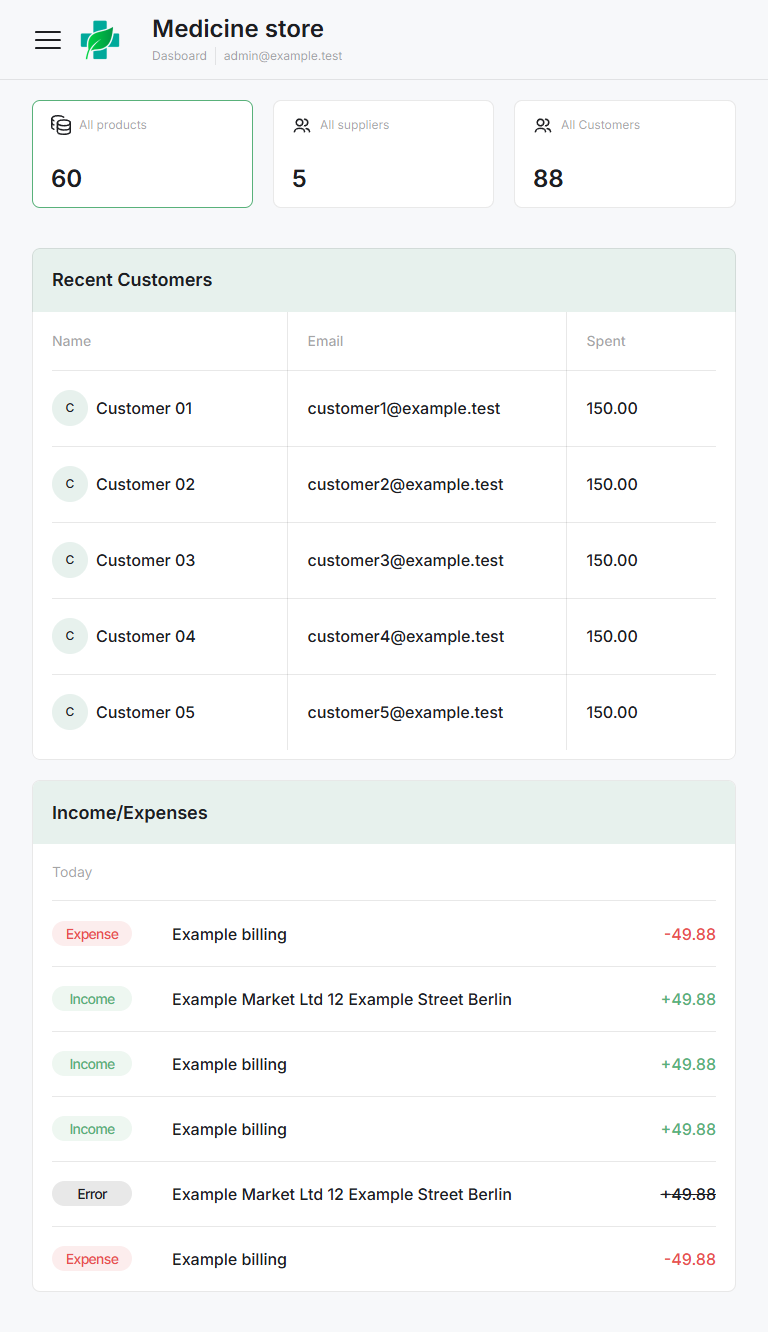 Medicine store
Dasboard admin@example.test
All products
60
All suppliers
5
All Customers
88
Recent Customers
Name Email Spent
C Customer 01 customer1@example.test 150.00
C Customer 02 customer2@example.test 150.00
C Customer 03 customer3@example.test 150.00
C Customer 04 customer4@example.test 150.00
C Customer 05 customer5@example.test 150.00
Income/Expenses
Today
Expense Example billing -49.88
Income Example Market Ltd 12 Example Street Berlin +49.88
Income Example billing +49.88
Income Example billing +49.88
Error Example Market Ltd 12 Example Street Berlin +49.88
Expense Example billing -49.88